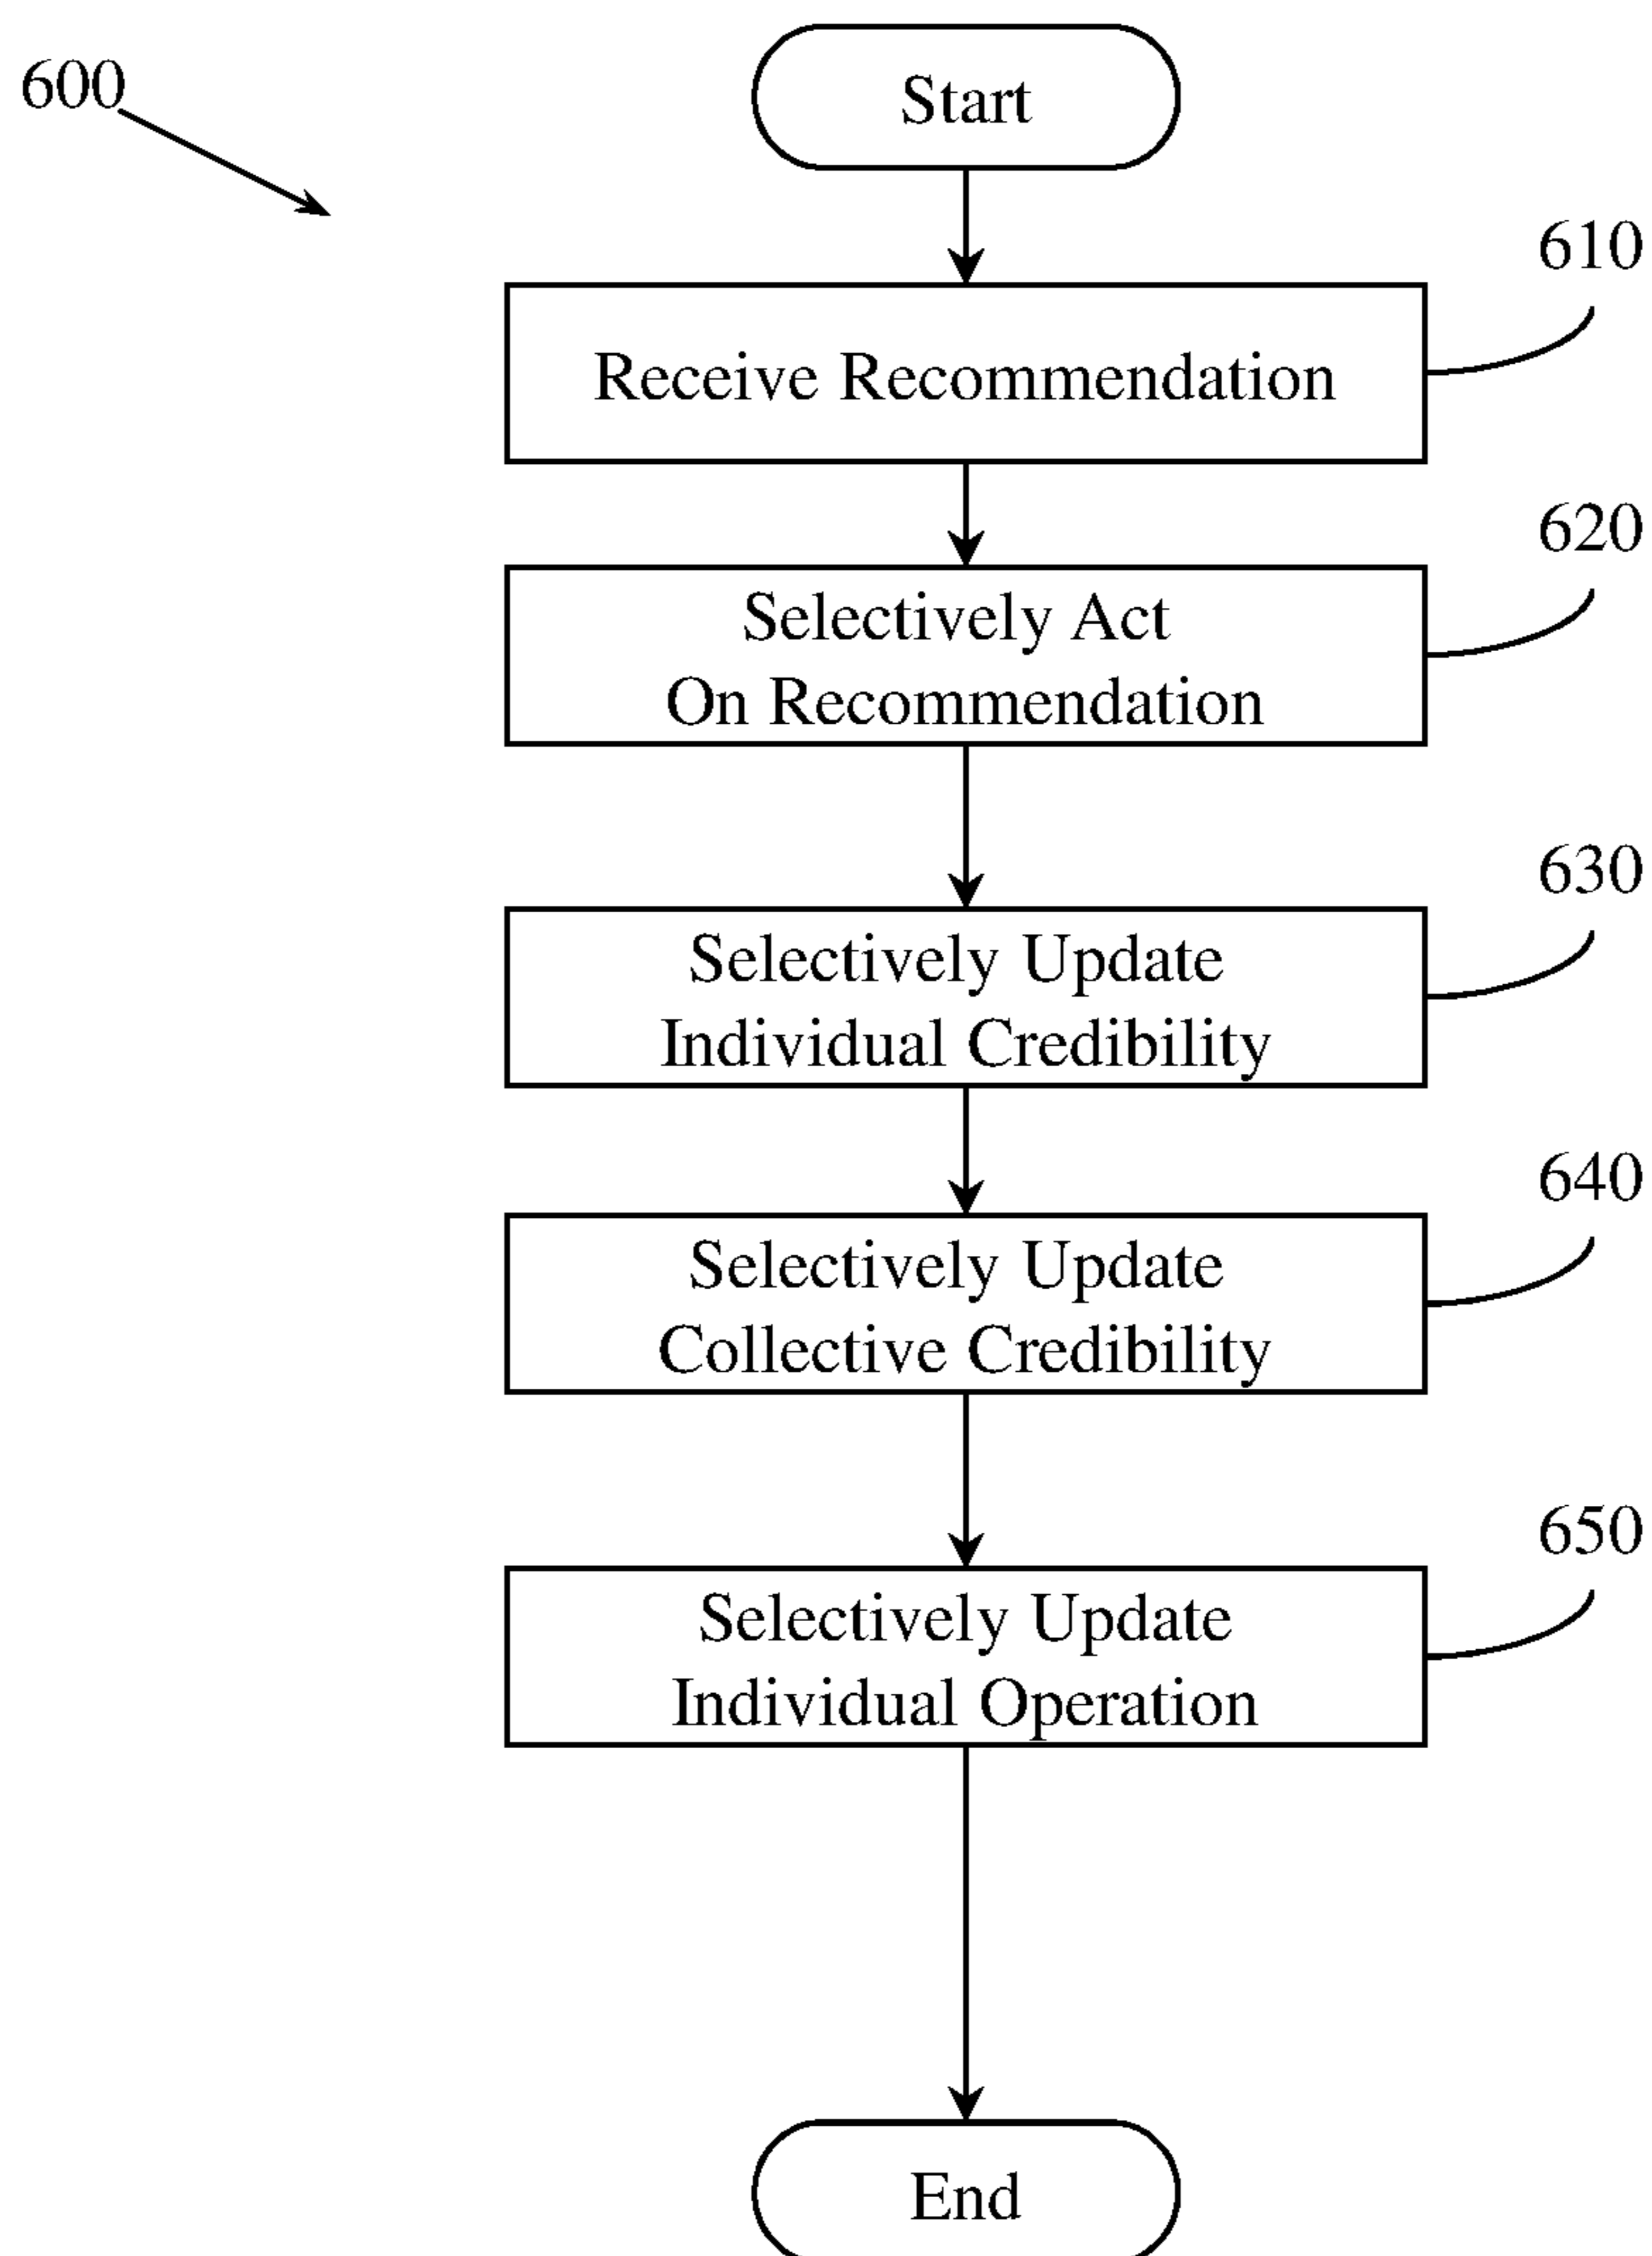 600
Start
610
Receive Recommendation
620
Selectively Act
On Recommendation
630
Selectively Update
Individual Credibility
640
Selectively Update
Collective Credibility
650
Selectively Update
Individual Operation
End